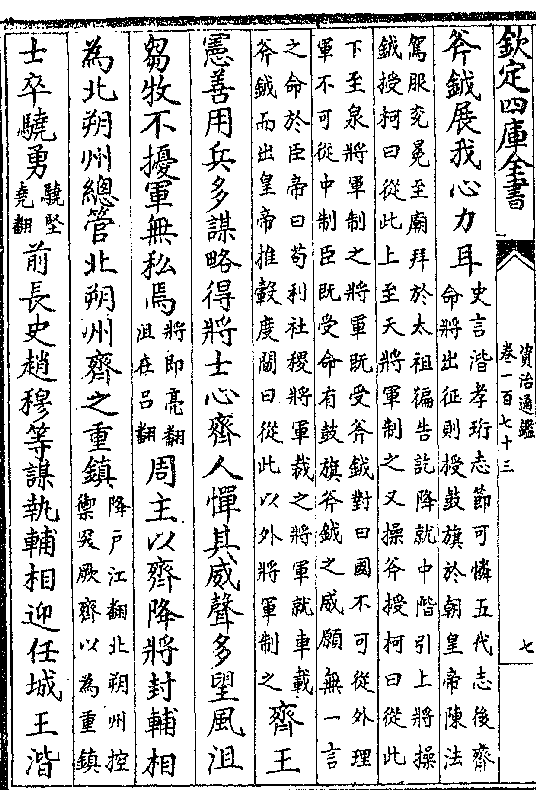 欽定四庫全書
資治通鑑
卷一百七十三
七
斧鉞展我心力耳史言湝孝珩志節可憐五代志後齊
命將出征則授鼓旗於朝皇帝陳法
駕服衮冕至廟拜於太祖徧告訖降就中階引上將操
鉞授柯曰從此上至天將軍制之又操斧授柯曰從此
下至泉將軍制之將軍既受斧鉞對曰國不可從外理
軍不可從中制臣既受命有鼓旗斧鉞之威願無一言
之命於臣帝曰苟利社稷將軍裁之將軍就車載
斧鉞而出皇帝推轂度閫曰從此以外將軍制之齊王
憲善用兵多謀略得將士心齊人憚其威聲多望風沮
芻牧不擾軍無私焉將即亮翻
沮在吕翻周主以齊降將封輔相
為北朔州總管北朔州齊之重鎮降户江翻北朔州控
禦突厥齊以為重鎮
士卒驍勇驍堅
堯翻前長史趙穆等謀執輔相迎任城王湝